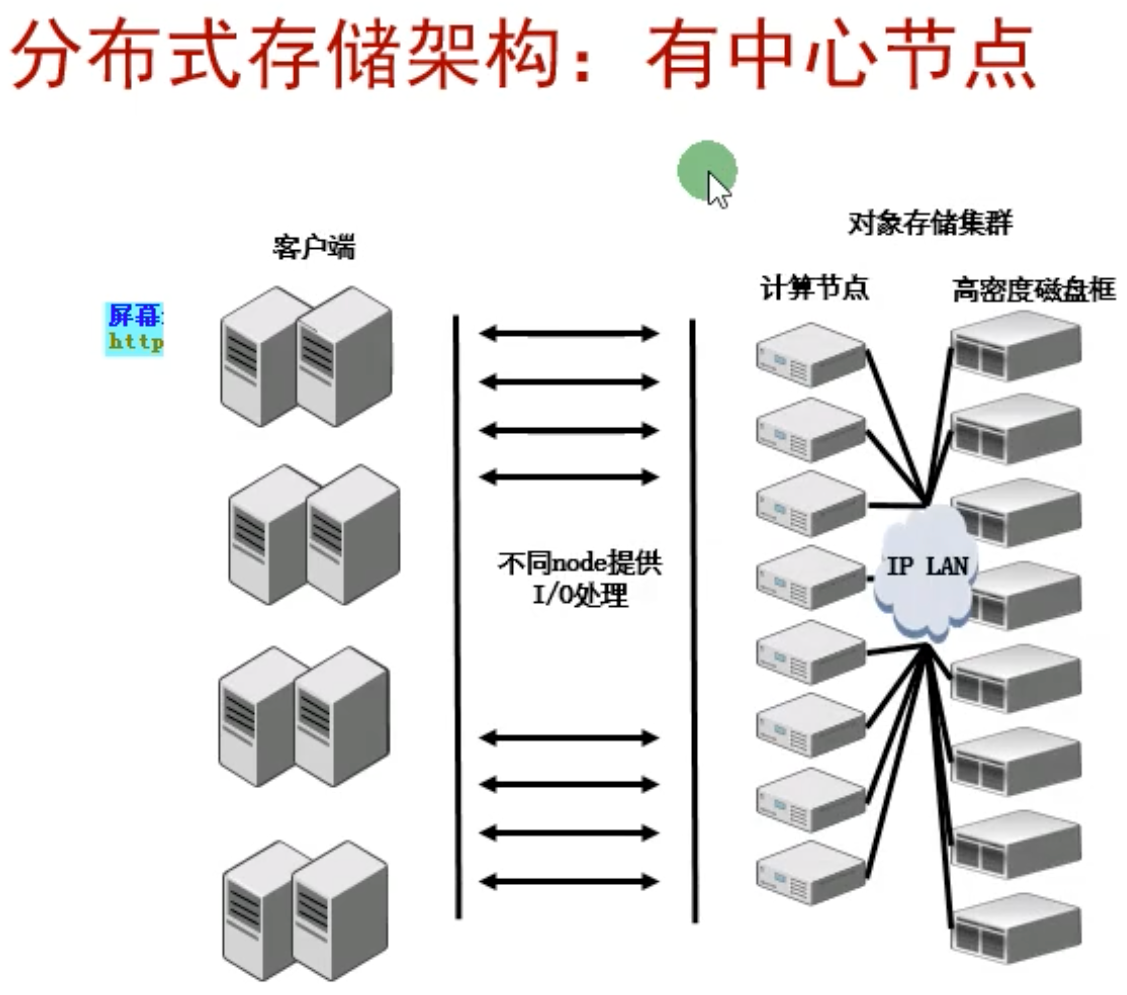 分布式存储架构：有中心节点
对象存储集群
客户端
计算节点
高密度磁盘框
屏幕
http
不同node提供
I/O处理
IP LAN